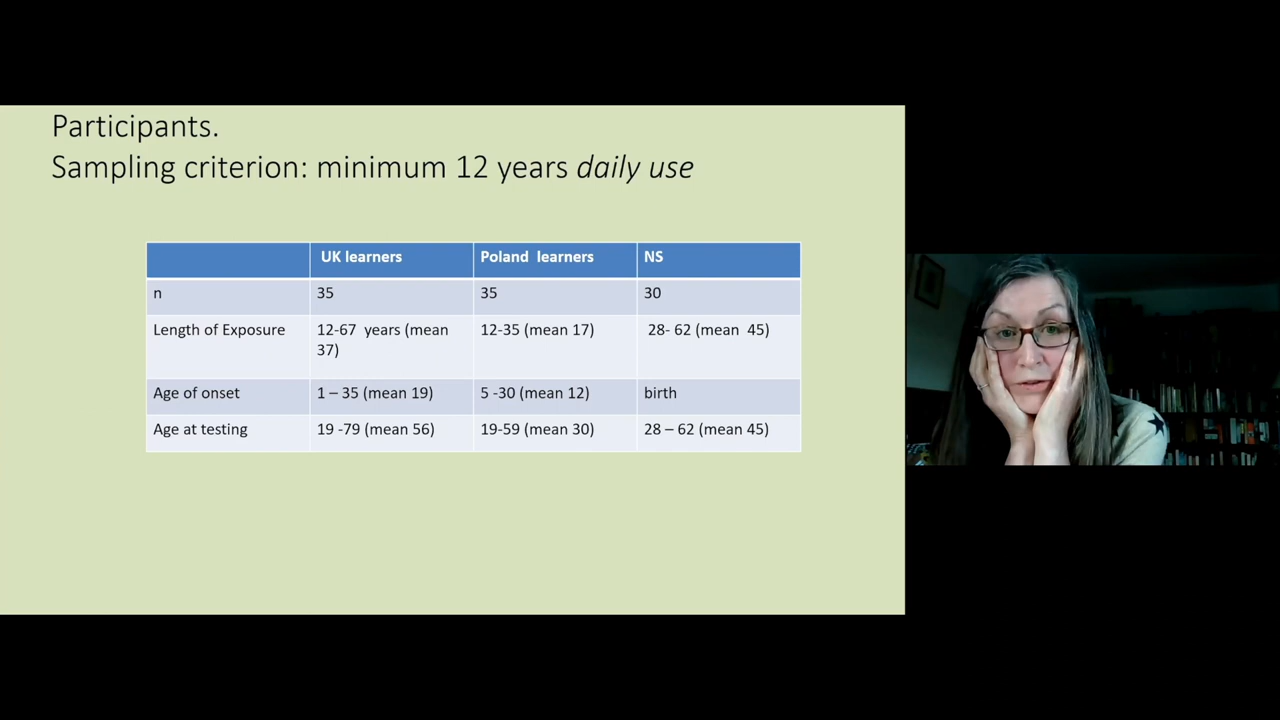 Participants.
Sampling criterion: minimum 12 years daily use
UK learners Poland learners NS
n 35 35 30
Length of Exposure 12-67 years (mean 12-35 (mean 17) 28- 62 (mean 45)
37)
Age of onset 1 – 35 (mean 19) 5 -30 (mean 12) birth
Age at testing 19 -79 (mean 56) 19-59 (mean 30) 28 – 62 (mean 45)